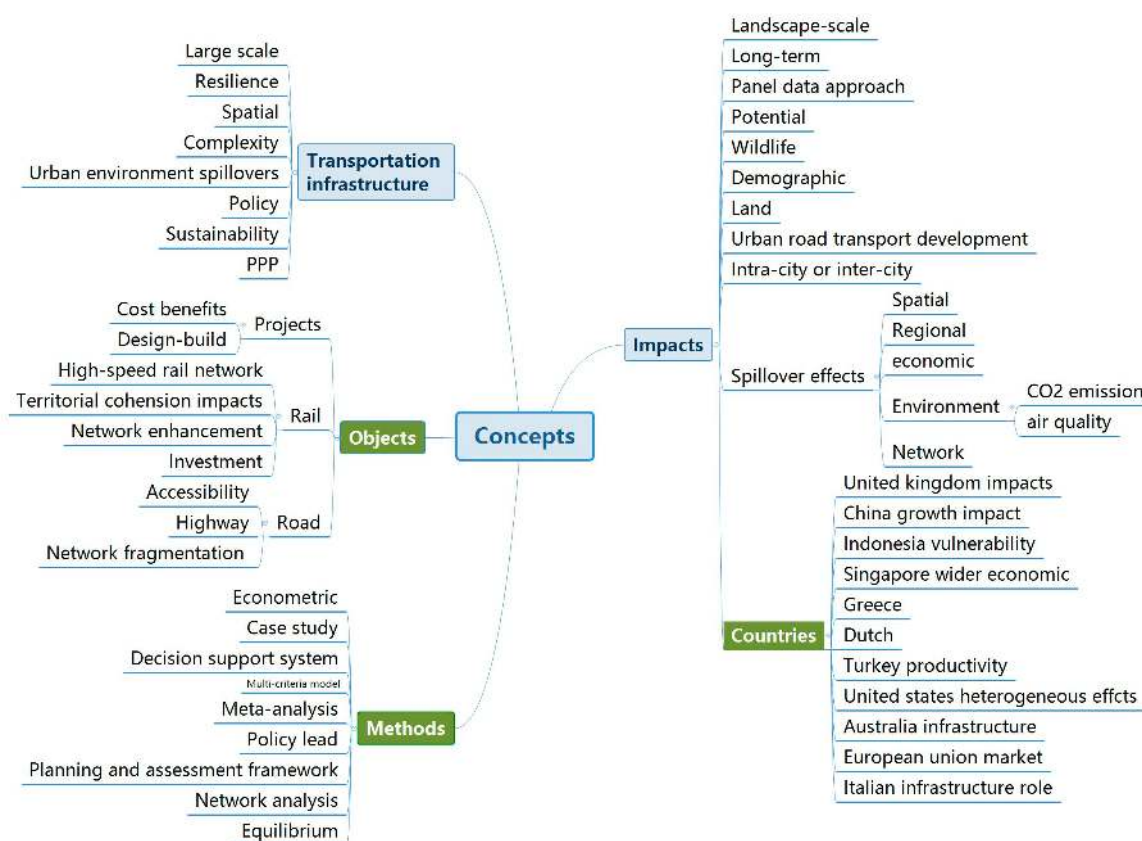 Concepts
Transportation
infrastructure
Large scale
Resilience
Spatial
Complexity
Urban environment spillovers
Policy
Sustainability
PPP
Objects
Projects
Cost benefits
Design-build
Rail
High-speed rail network
Territorial cohension impacts
Network enhancement
Investment
Road
Accessibility
Highway
Network fragmentation
Methods
Econometric
Case study
Decision support system
Multi-criteria model
Meta-analysis
Policy lead
Planning and assessment framework
Network analysis
Equilibrium
Impacts
Landscape-scale
Long-term
Panel data approach
Potential
Wildlife
Demographic
Land
Urban road transport development
Intra-city or inter-city
Spillover effects
Spatial
Regional
economic
Environment
CO2 emission
air quality
Network
Countries
United kingdom impacts
China growth impact
Indonesia vulnerability
Singapore wider economic
Greece
Dutch
Turkey productivity
United states heterogeneous effcts
Australia infrastructure
European union market
Italian infrastructure role